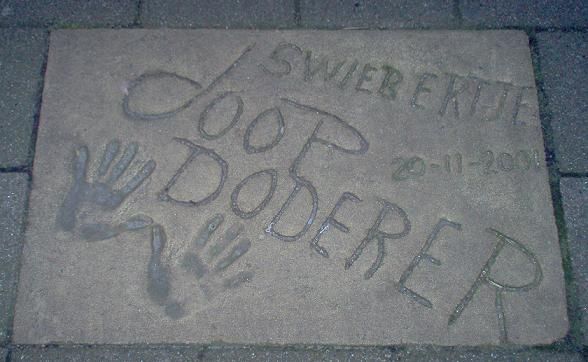 SWIEBERTJE
JOOP
20-11-2001
DODERER